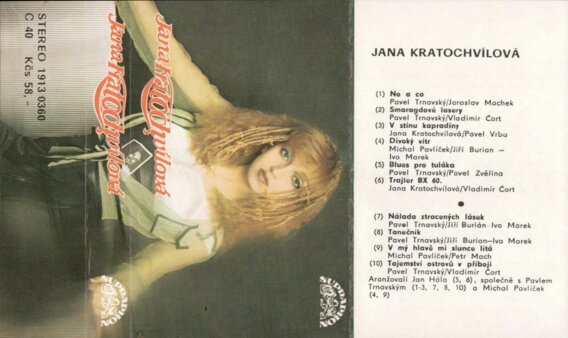 STEREO 1913 0360
C 40 Kčs 58,-
Jana Kratochvílová
Jana Kratochvílová
SUPRAPHON
SUPRAPHON
JANA KRATOCHVÍLOVÁ
(1) No a co
Pavel Trnavský/Jaroslav Machek
(2) Smaragdové lasery
Pavel Trnavský/Vladimír Čort
(3) V stínu kapradiny
Jana Kratochvílová/Pavel Vrba
(4) Divoký vítr
Michal Pavlíček/Jiří Burian –
Ivo Marek
(5) Blues pro tuláka
Pavel Trnavský/Pavel Žvěřina
(6) Trajler BX 60.
Jana Kratochvílová/Vladimír Čort
●
(7) Nálada ztracených lásek
Pavel Trnavský/Jiří Burián-Ivo Marek
(8) Tanečník
Pavel Trnavský/Jiří Burian–Ivo Marek
(9) V mý hlavě mi slunce lítá
Michal Pavlíček/Petr Mach
(10) Tajemství ostrovů v příboji
Pavel Trnavský/Vladimír Čort
Aranžovali Jan Hála (5, 6), společně s Pavlem
Trnavským (1-3, 7, 8, 10) a Michal Pavlíček
(4, 9)